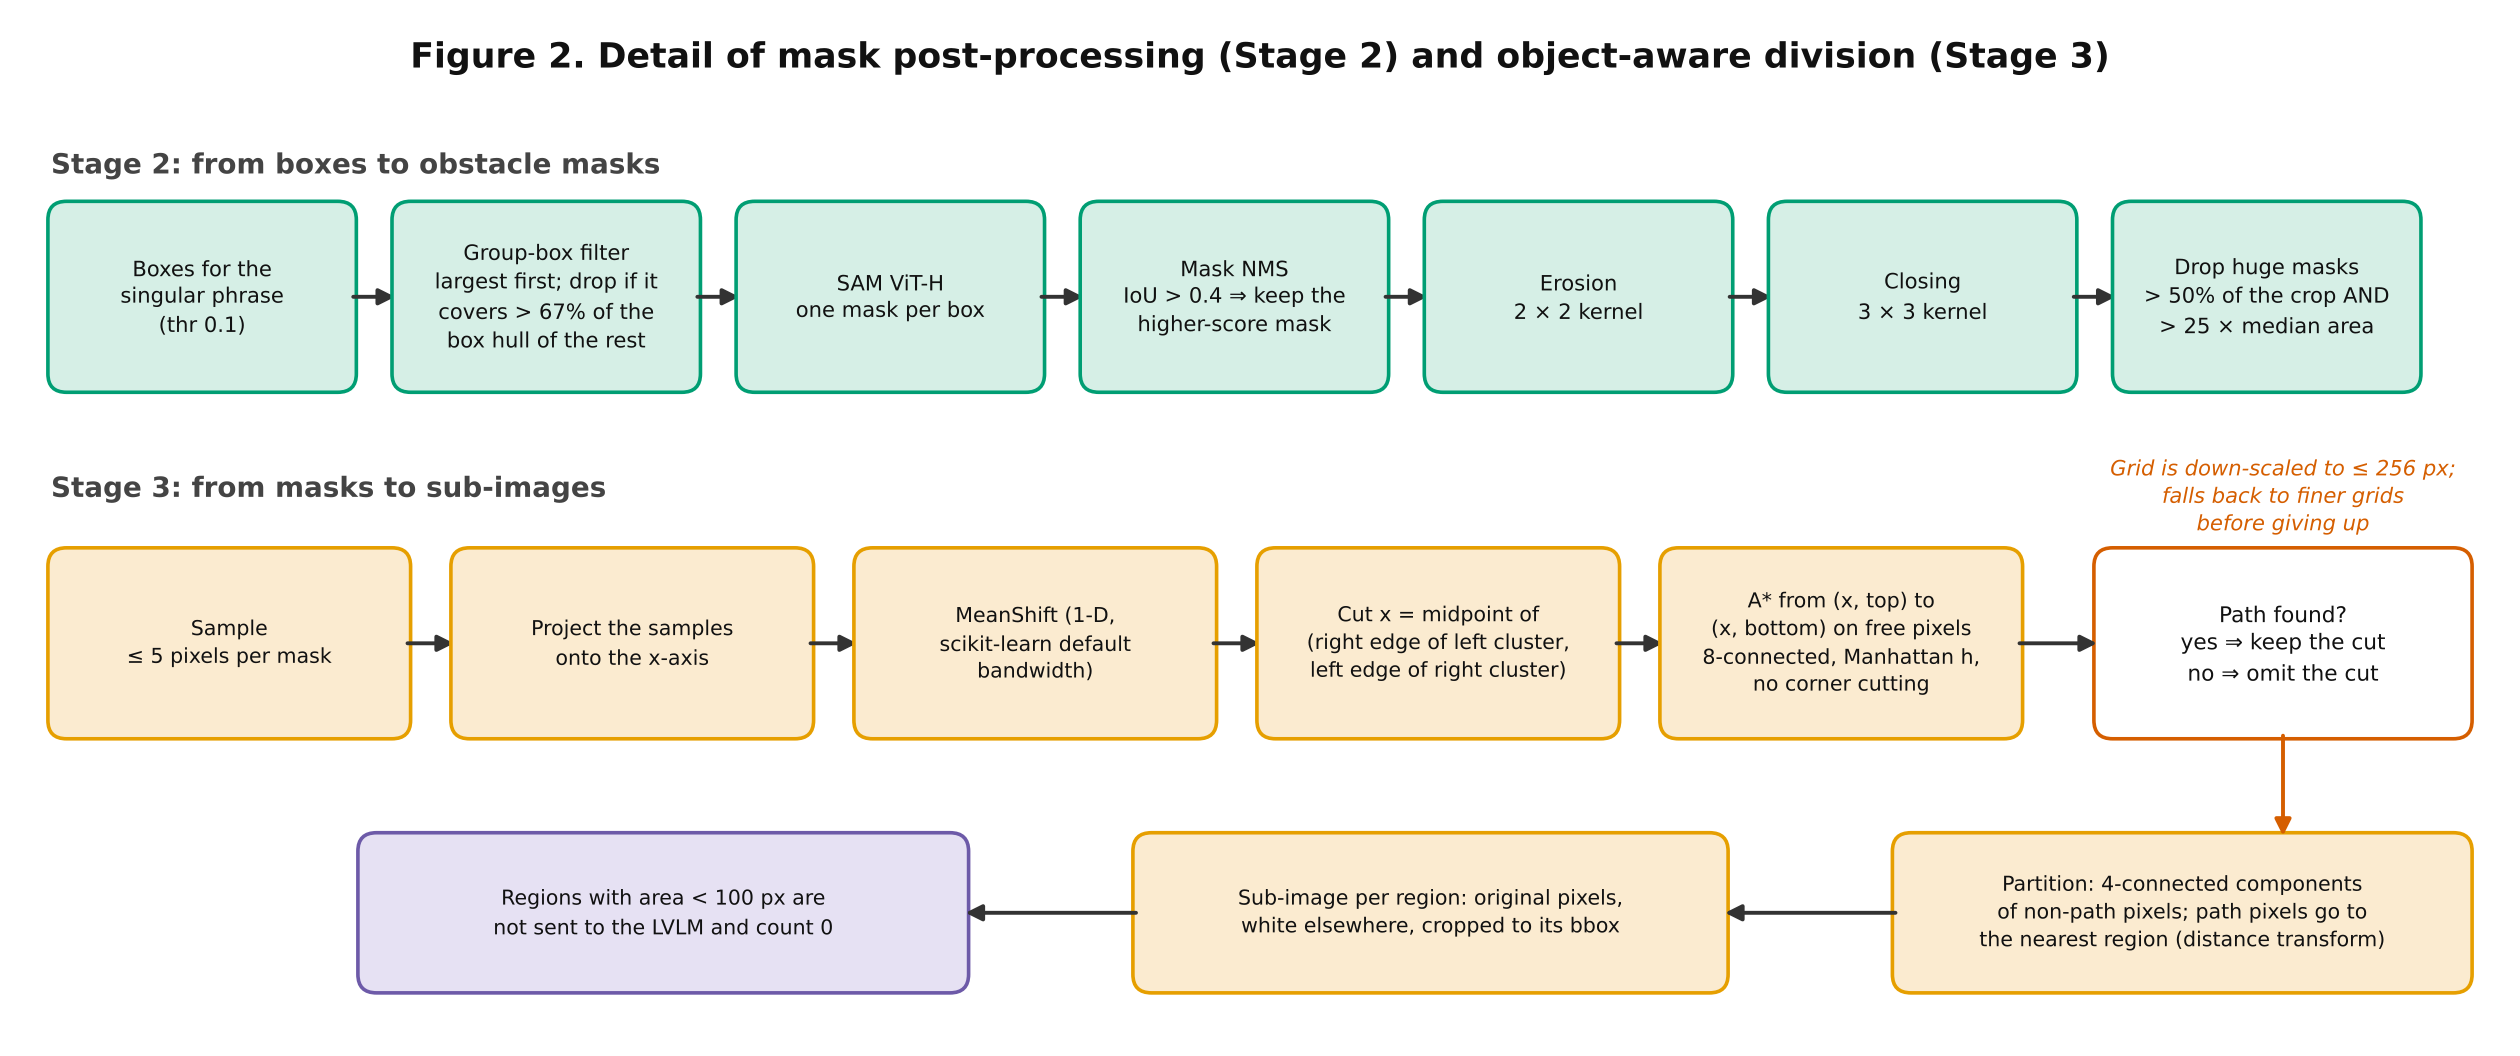 Figure 2. Detail of mask post-processing (Stage 2) and object-aware division (Stage 3)
Stage 2: from boxes to obstacle masks
Boxes for the
singular phrase
(thr 0.1)
Group-box filter
largest first; drop if it
covers > 67% of the
box hull of the rest
SAM ViT-H
one mask per box
Mask NMS
IoU > 0.4 ⇒ keep the
higher-score mask
Erosion
2 × 2 kernel
Closing
3 × 3 kernel
Drop huge masks
> 50% of the crop AND
> 25 × median area
Stage 3: from masks to sub-images
Grid is down-scaled to ≤ 256 px;
falls back to finer grids
before giving up
Sample
≤ 5 pixels per mask
Project the samples
onto the x-axis
MeanShift (1-D,
scikit-learn default
bandwidth)
Cut x = midpoint of
(right edge of left cluster,
left edge of right cluster)
A* from (x, top) to
(x, bottom) on free pixels
8-connected, Manhattan h,
no corner cutting
Path found?
yes ⇒ keep the cut
no ⇒ omit the cut
Partition: 4-connected components
of non-path pixels; path pixels go to
the nearest region (distance transform)
Sub-image per region: original pixels,
white elsewhere, cropped to its bbox
Regions with area < 100 px are
not sent to the LVLM and count 0